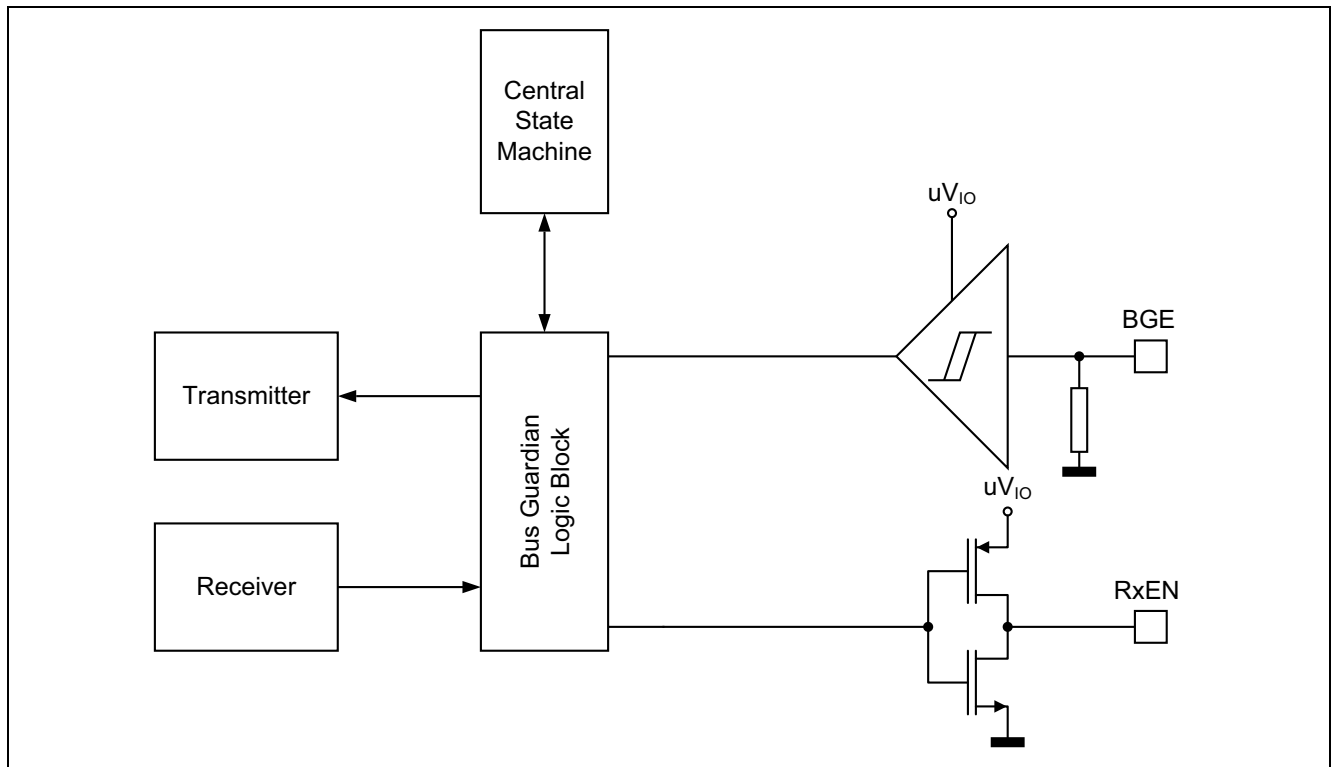 Central
State
Machine
uV_IO
BGE
Transmitter
Bus Guardian
Logic Block
uV_IO
Receiver
RxEN